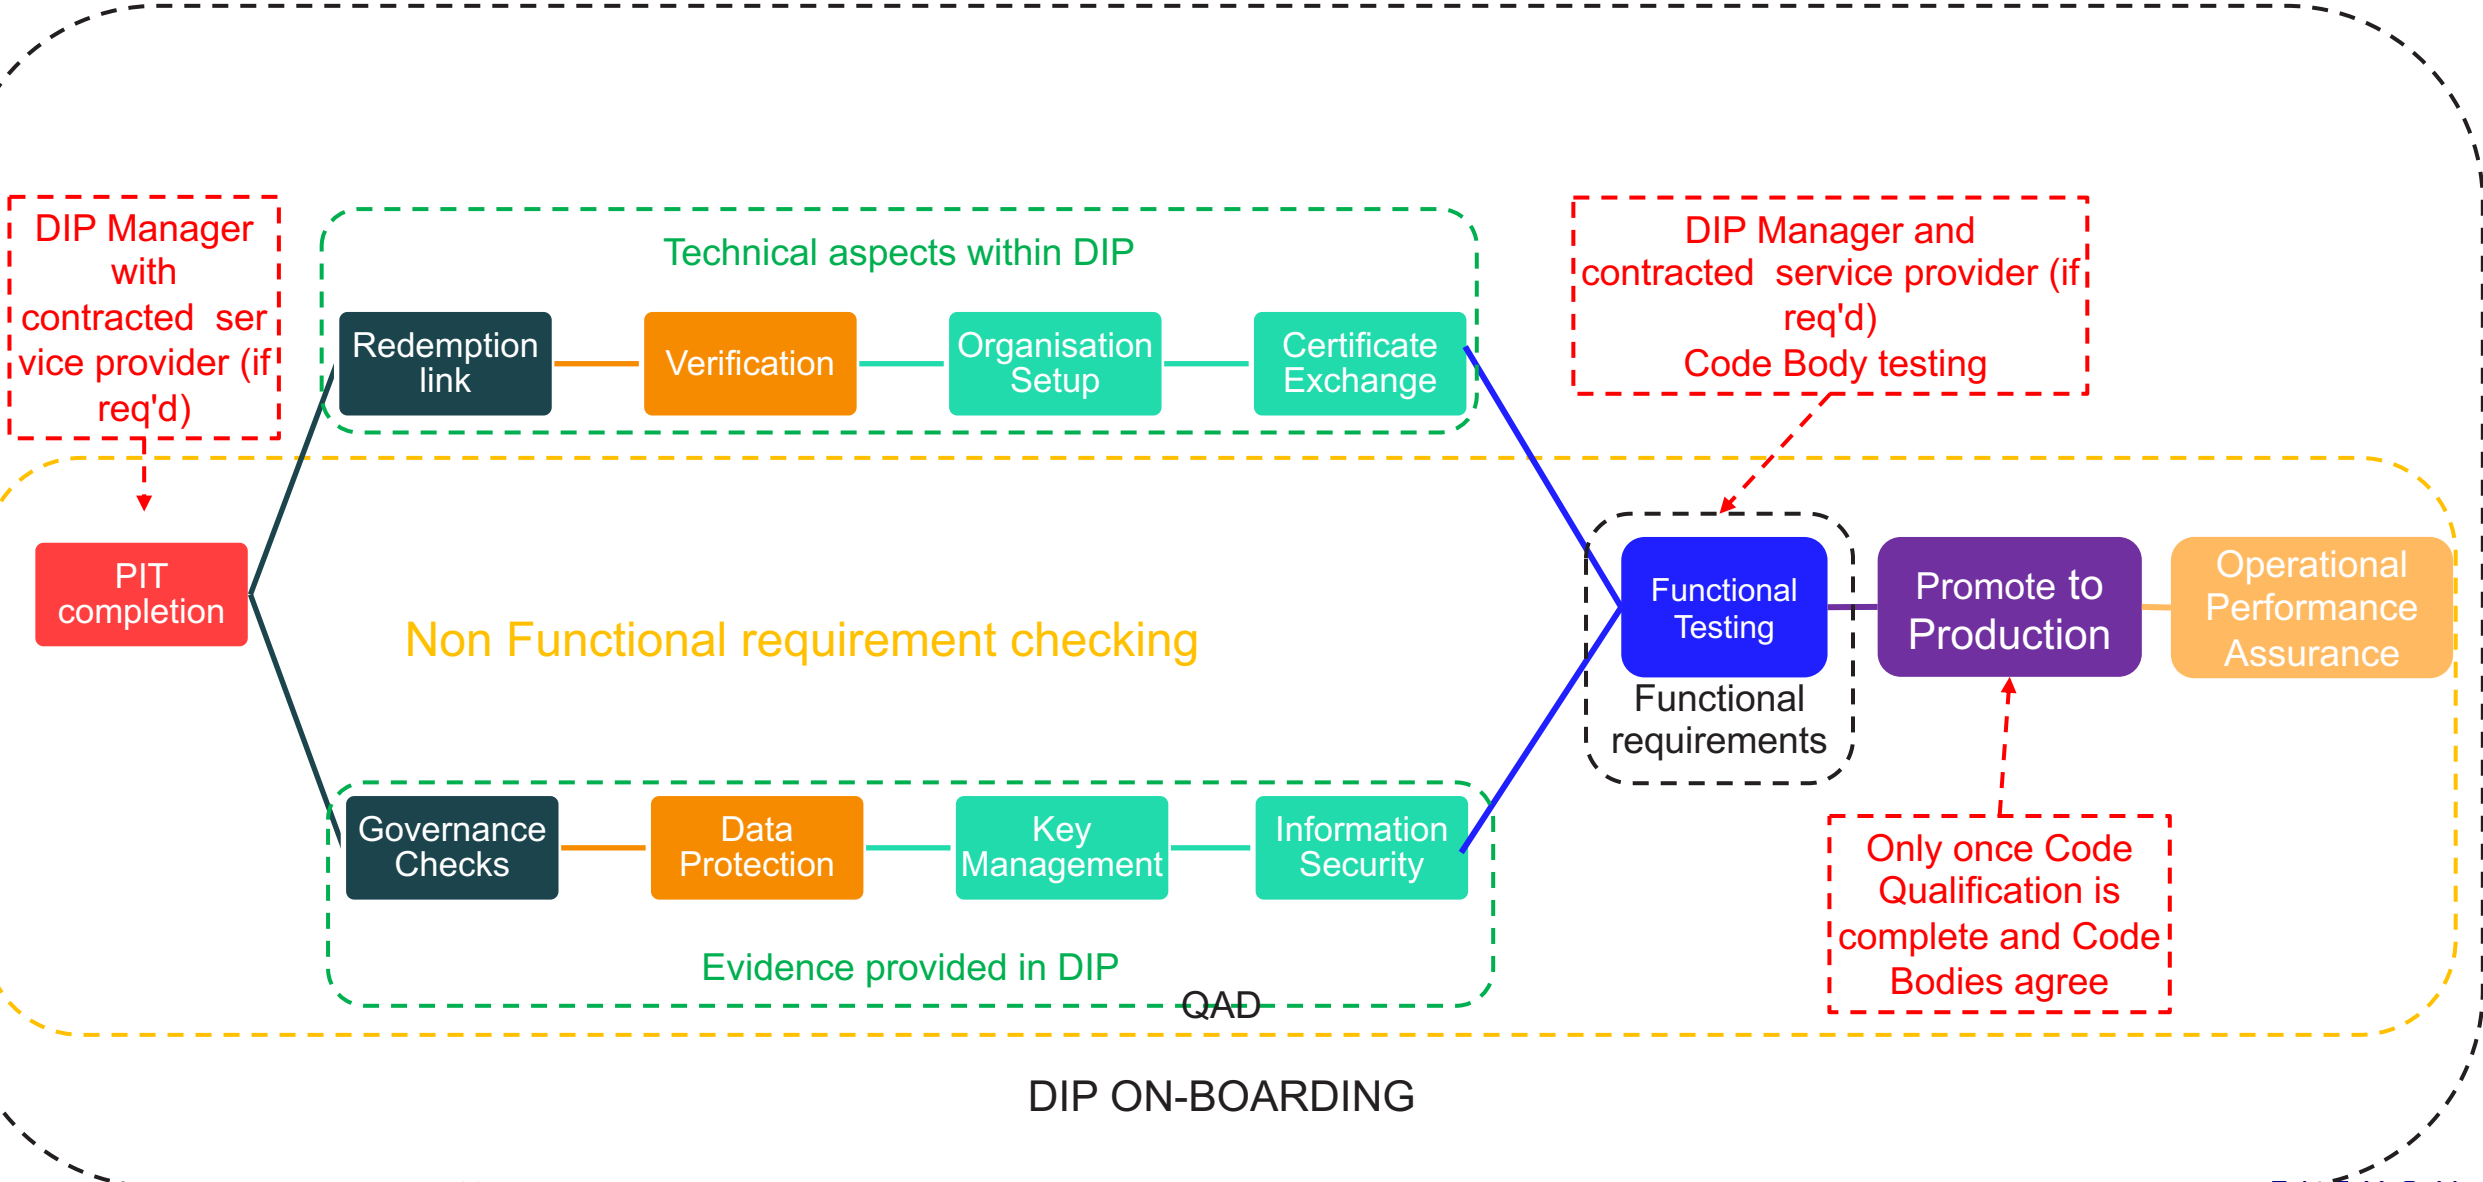 DIP Manager
with
contracted  ser
vice provider (if
req'd)
Technical aspects within DIP
Redemption
link
Verification
Organisation
Setup
Certificate
Exchange
DIP Manager and
contracted  service provider (if
req'd)
Code Body testing
PIT
completion
Non Functional requirement checking
Functional
Testing
Functional
requirements
Promote to
Production
Operational
Performance
Assurance
Governance
Checks
Data
Protection
Key
Management
Information
Security
Evidence provided in DIP
QAD
Only once Code
Qualification is
complete and Code
Bodies agree
DIP ON-BOARDING